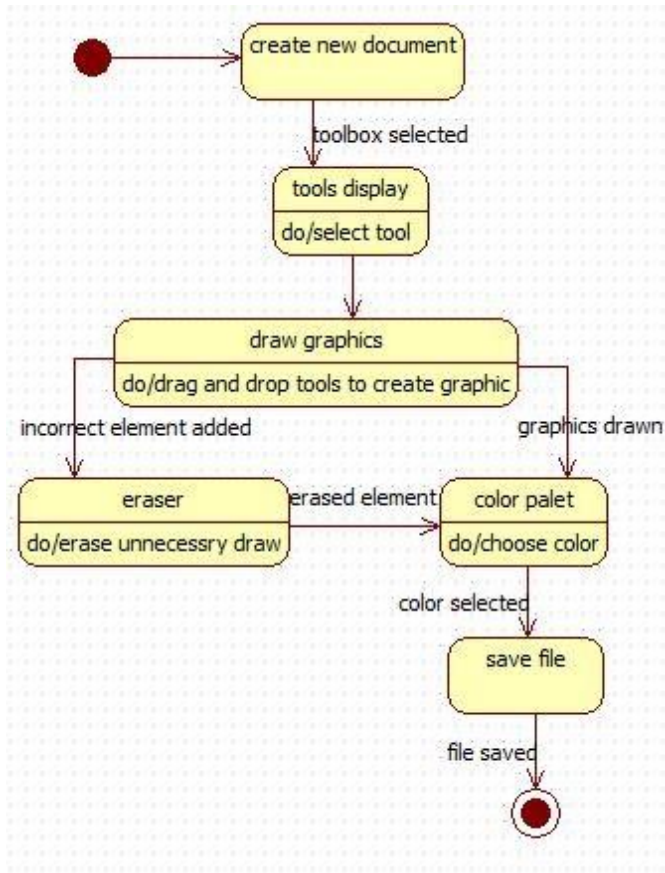 create new document
toolbox selected
tools display
do/select tool
draw graphics
do/drag and drop tools to create graphic
incorrect element added
graphics drawn
eraser
do/erase unnecessry draw
erased element
color palet
do/choose color
color selected
save file
file saved